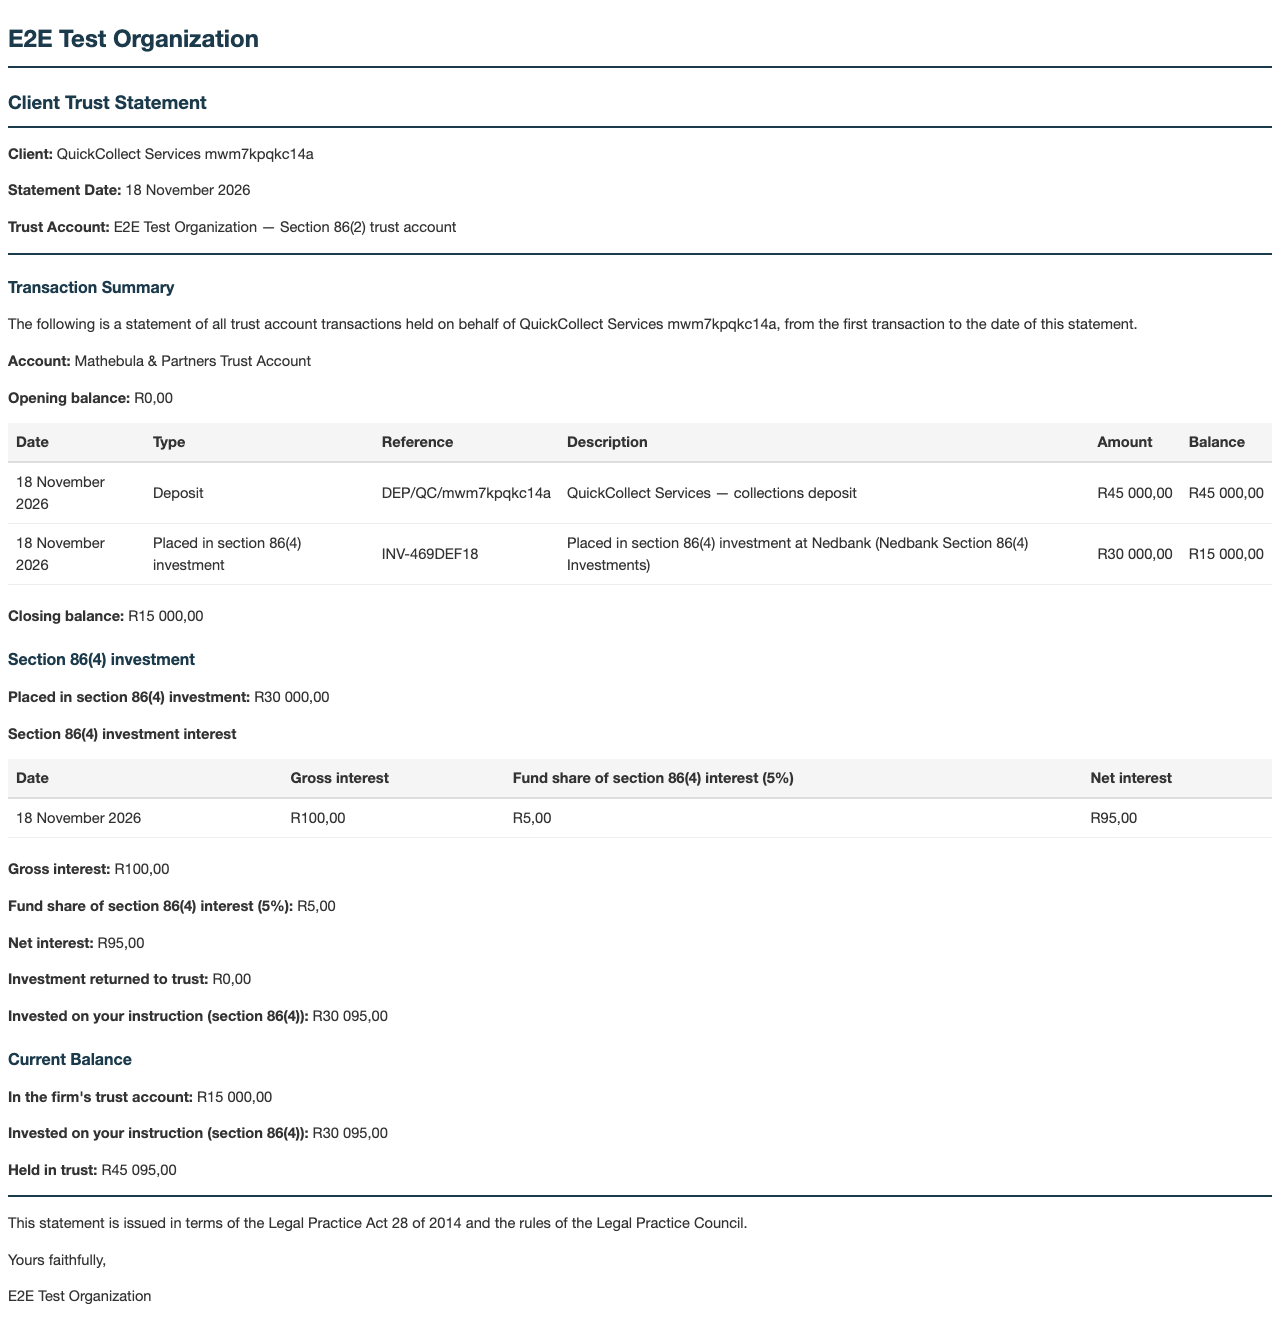 E2E Test Organization
Client Trust Statement
Client: QuickCollect Services mwm7kpqkc14a
Statement Date: 18 November 2026
Trust Account: E2E Test Organization — Section 86(2) trust account
Transaction Summary
The following is a statement of all trust account transactions held on behalf of QuickCollect Services mwm7kpqkc14a, from the first transaction to the date of this statement.
Account: Mathebula & Partners Trust Account
Opening balance: R0,00
Date Type Reference Description Amount Balance
18 November 2026 Deposit DEP/QC/mwm7kpqkc14a QuickCollect Services — collections deposit R45 000,00 R45 000,00
18 November 2026 Placed in section 86(4) investment INV-469DEF18 Placed in section 86(4) investment at Nedbank (Nedbank Section 86(4) Investments) R30 000,00 R15 000,00
Closing balance: R15 000,00
Section 86(4) investment
Placed in section 86(4) investment: R30 000,00
Section 86(4) investment interest
Date Gross interest Fund share of section 86(4) interest (5%) Net interest
18 November 2026 R100,00 R5,00 R95,00
Gross interest: R100,00
Fund share of section 86(4) interest (5%): R5,00
Net interest: R95,00
Investment returned to trust: R0,00
Invested on your instruction (section 86(4)): R30 095,00
Current Balance
In the firm's trust account: R15 000,00
Invested on your instruction (section 86(4)): R30 095,00
Held in trust: R45 095,00
This statement is issued in terms of the Legal Practice Act 28 of 2014 and the rules of the Legal Practice Council.
Yours faithfully,
E2E Test Organization